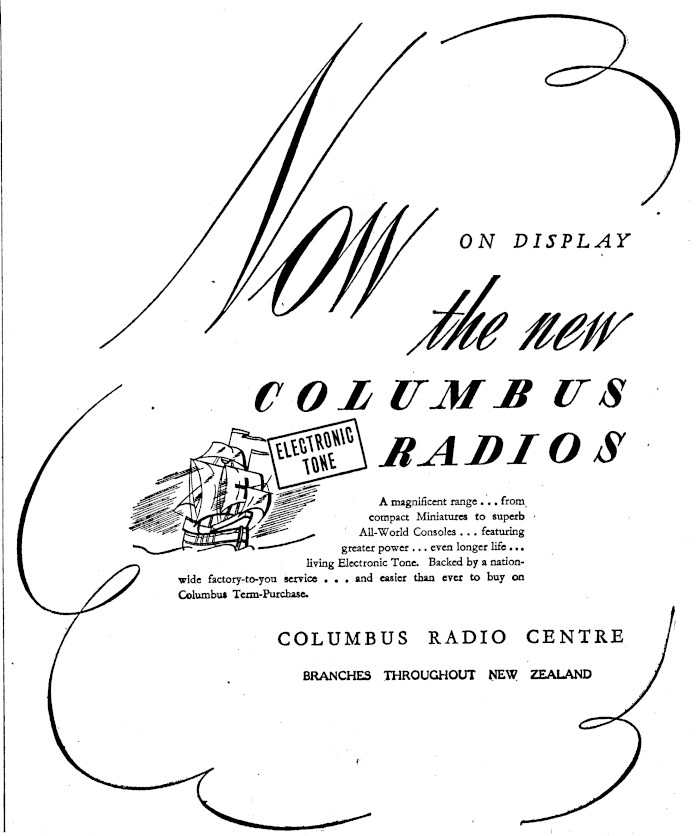 Now
ON DISPLAY
the new
COLUMBUS
RADIOS
ELECTRONIC
TONE
A magnificent range . . . from
compact Miniatures to superb
All-World Consoles . . . featuring
greater power . . . even longer life . . .
living Electronic Tone. Backed by a nation-
wide factory-to-you service . . . and easier than ever to buy on
Columbus Term-Purchase.
COLUMBUS RADIO CENTRE
BRANCHES THROUGHOUT NEW ZEALAND